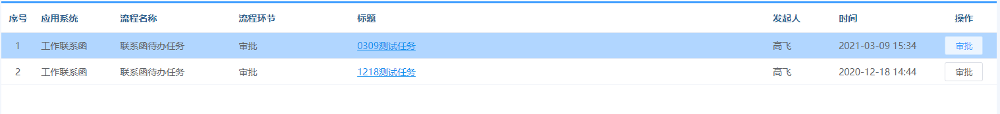 序号 应用系统 流程名称 流程环节 标题 发起人 时间 操作
1 工作联系函 联系函待办任务 审批 0309测试任务 高飞 2021-03-09 15:34 审批
2 工作联系函 联系函待办任务 审批 1218测试任务 高飞 2020-12-18 14:44 审批